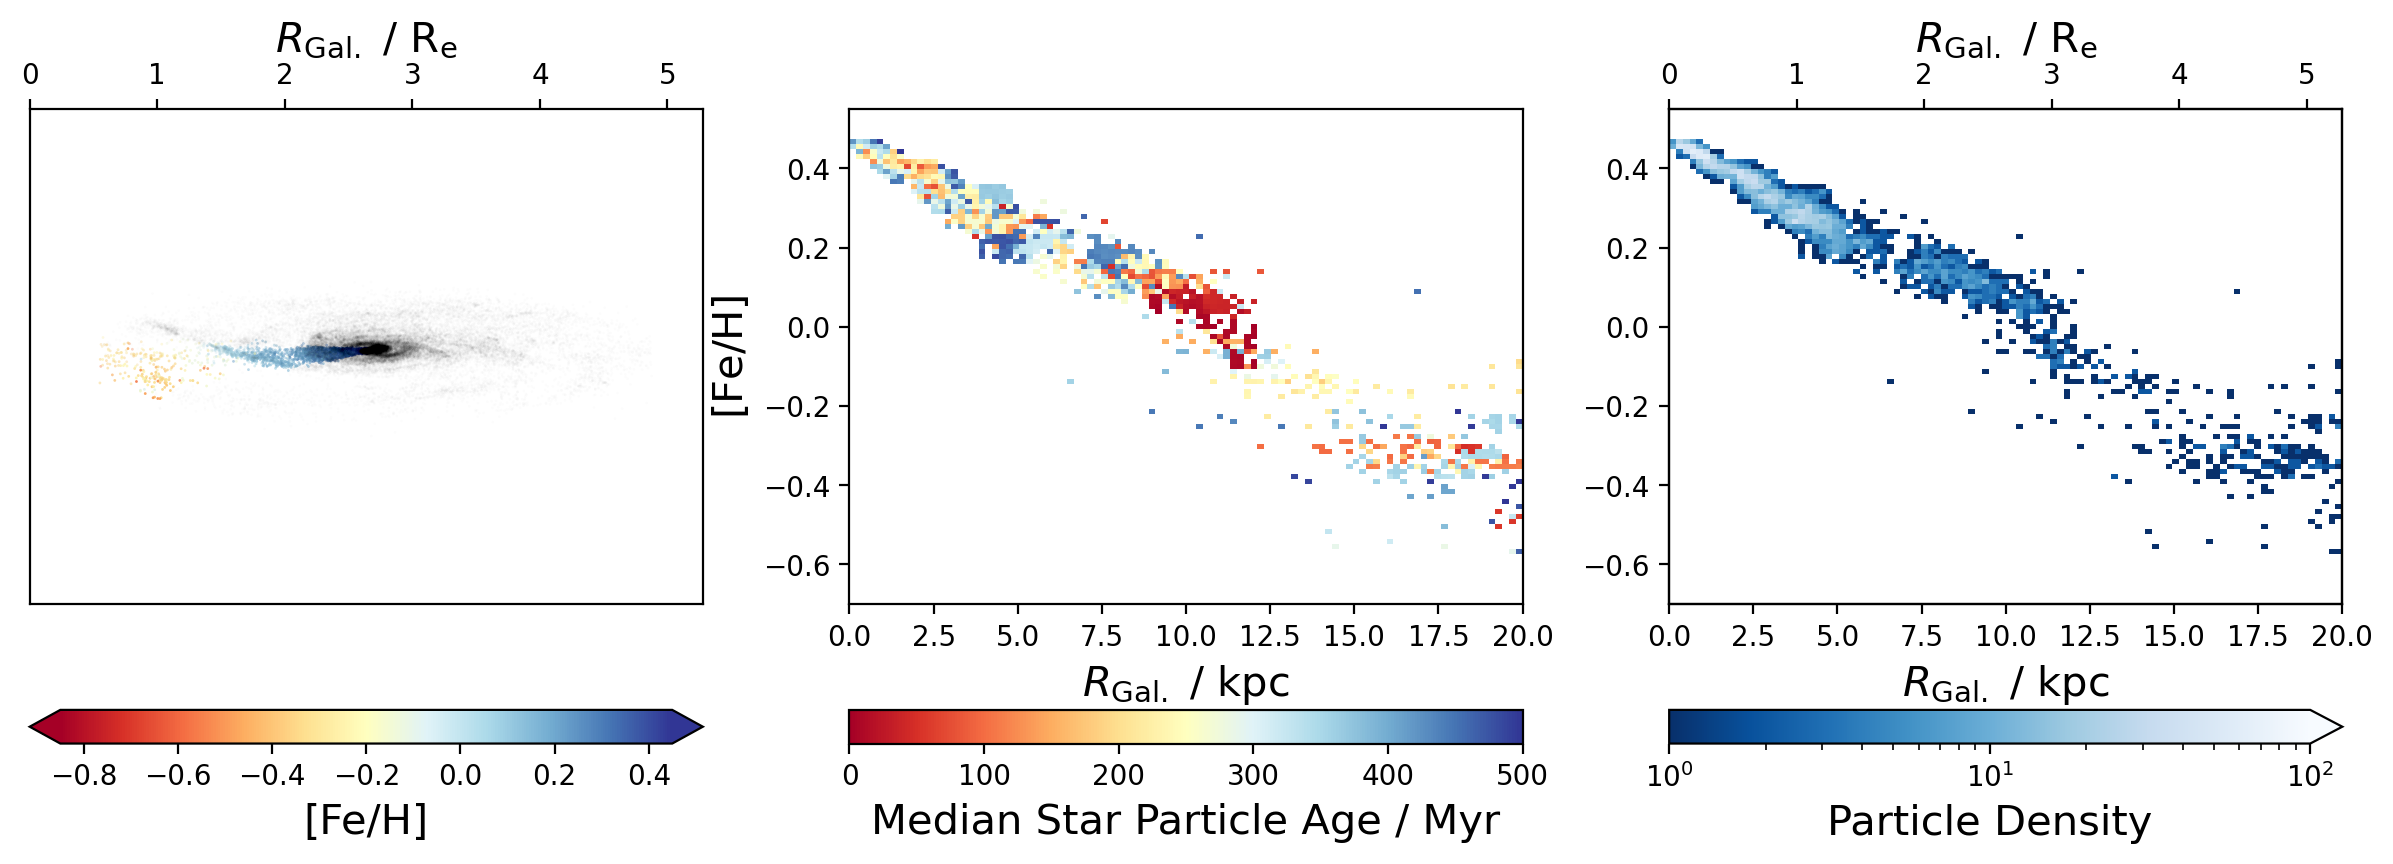 R_Gal. / R_e
0 1 2 3 4 5
−0.8 −0.6 −0.4 −0.2 0.0 0.2 0.4
[Fe/H]
[Fe/H]
0.4
0.2
0.0
−0.2
−0.4
−0.6
0.0 2.5 5.0 7.5 10.0 12.5 15.0 17.5 20.0
R_Gal. / kpc
0 100 200 300 400 500
Median Star Particle Age / Myr
R_Gal. / R_e
0 1 2 3 4 5
0.4
0.2
0.0
−0.2
−0.4
−0.6
0.0 2.5 5.0 7.5 10.0 12.5 15.0 17.5 20.0
R_Gal. / kpc
10^0 10^1 10^2
Particle Density